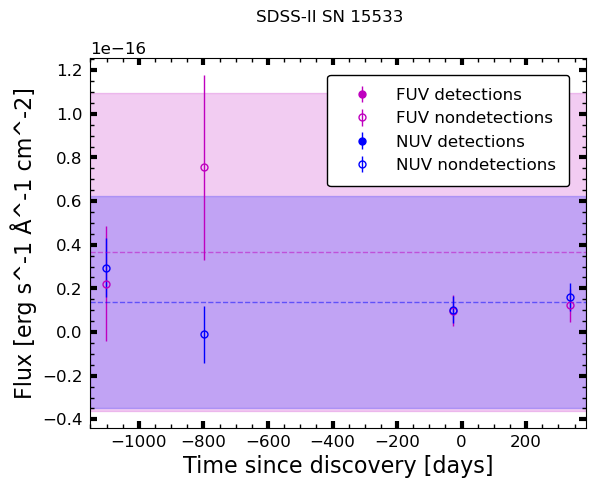 SDSS-II SN 15533
1e−16
1.2
1.0
0.8
0.6
0.4
0.2
0.0
−0.2
−0.4
Flux [erg s^-1 Å^-1 cm^-2]
FUV detections
FUV nondetections
NUV detections
NUV nondetections
−1000 −800 −600 −400 −200 0 200
Time since discovery [days]